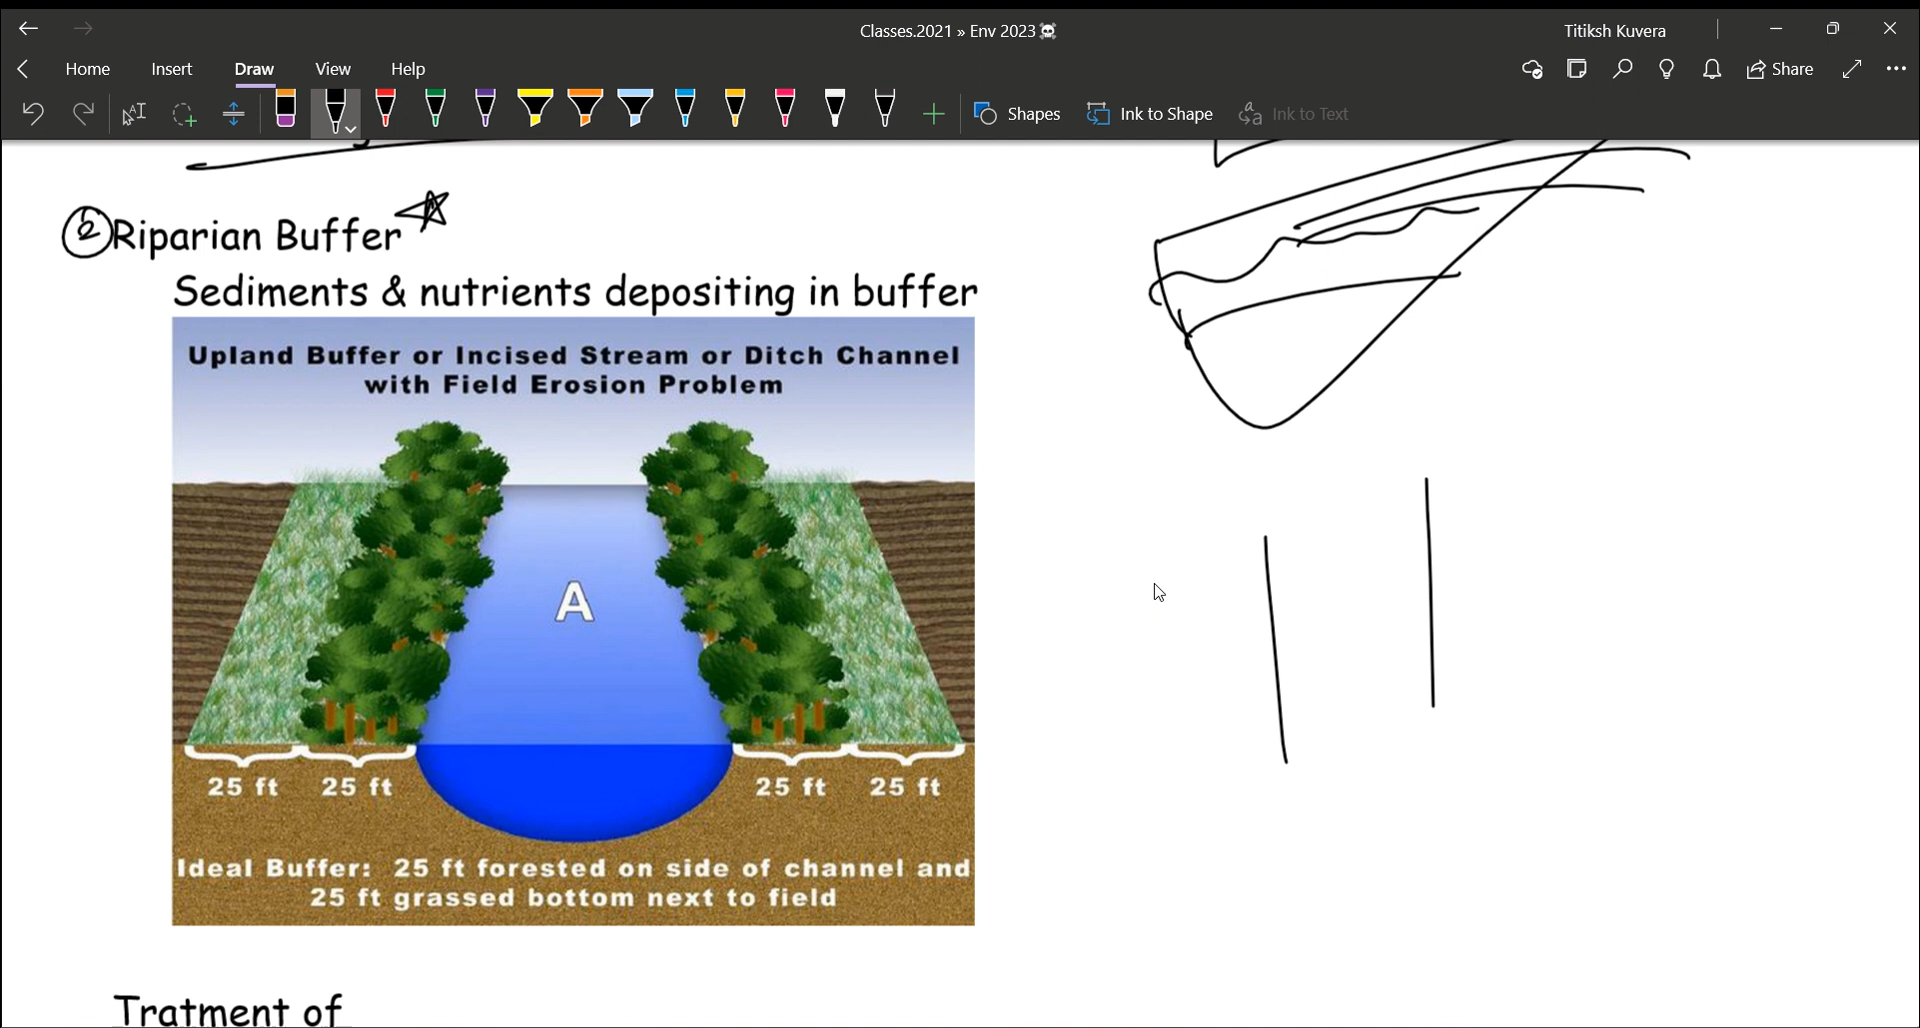 Classes.2021 » Env 2023☠
Titiksh Kuvera
Home Insert Draw View Help
Share
Shapes
Ink to Shape
Ink to Text
2 Riparian Buffer
Sediments & nutrients depositing in buffer
Upland Buffer or Incised Stream or Ditch Channel
with Field Erosion Problem
A
25 ft 25 ft 25 ft 25 ft
Ideal Buffer: 25 ft forested on side of channel and
25 ft grassed bottom next to field
Tratment of